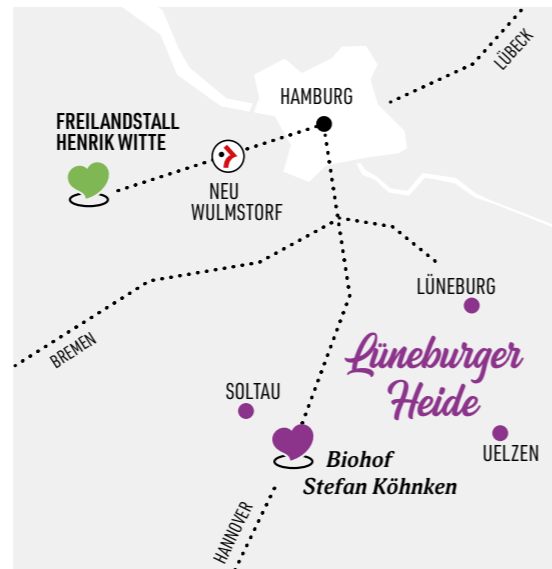 LÜBECK
HAMBURG
FREILANDSTALL
HENRIK WITTE
NEU
WULMSTORF
LÜNEBURG
BREMEN
Lüneburger
Heide
SOLTAU
UELZEN
Biohof
Stefan Köhnken
HANNOVER